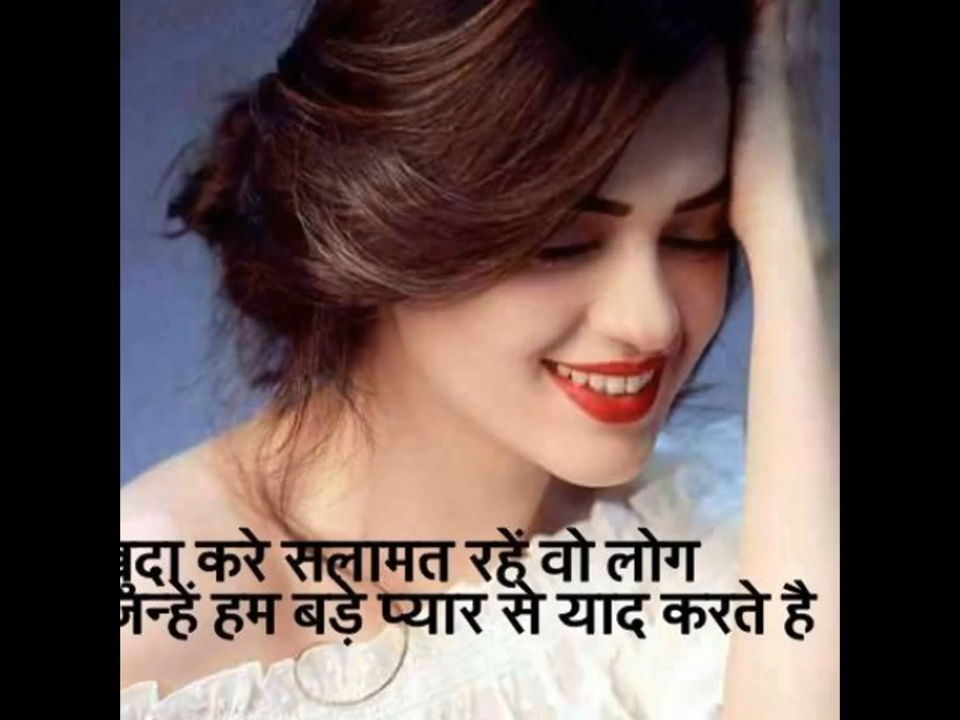 खुदा करे सलामत रहें वो लोग
जिन्हें हम बड़े प्यार से याद करते है